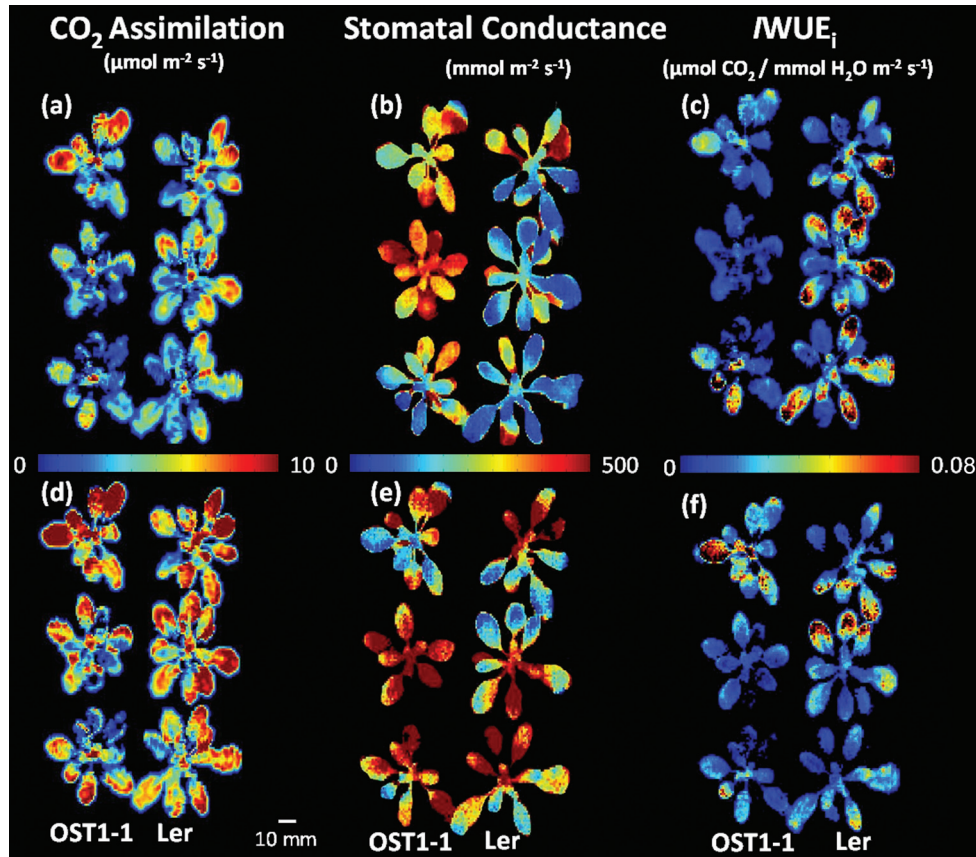 CO₂ Assimilation Stomatal Conductance IWUEᵢ
(µmol m⁻² s⁻¹) (mmol m⁻² s⁻¹) (µmol CO₂ / mmol H₂O m⁻² s⁻¹)
(a) (b) (c)
0 10 0 500 0 0.08
(d) (e) (f)
OST1-1 Ler 10 mm OST1-1 Ler OST1-1 Ler